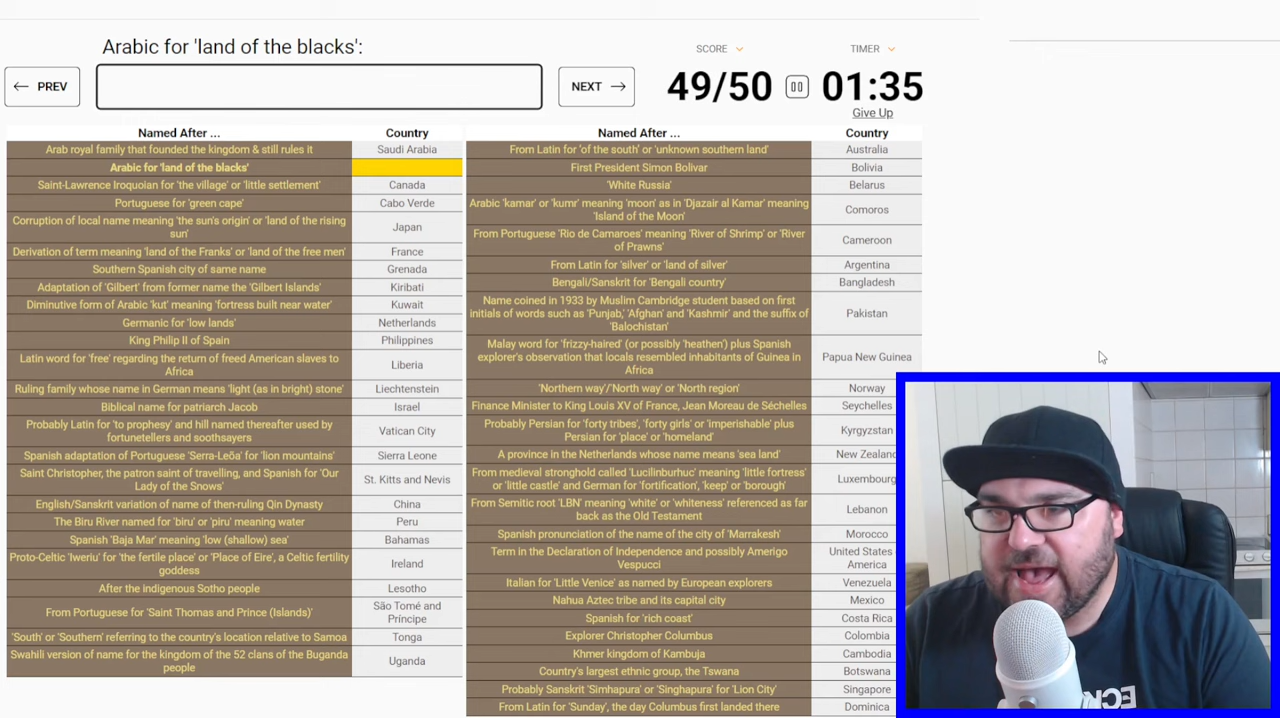 Arabic for 'land of the blacks':
← PREV
NEXT →
SCORE
49/50
TIMER
01:35
Give Up
Named After ... Country
Arab royal family that founded the kingdom & still rules it Saudi Arabia
Arabic for 'land of the blacks'
Saint-Lawrence Iroquoian for 'the village' or 'little settlement' Canada
Portuguese for 'green cape' Cabo Verde
Corruption of local name meaning 'the sun's origin' or 'land of the rising
sun' Japan
Derivation of term meaning 'land of the Franks' or 'land of the free men' France
Southern Spanish city of same name Grenada
Adaptation of 'Gilbert' from former name the 'Gilbert Islands' Kiribati
Diminutive form of Arabic 'kut' meaning 'fortress built near water' Kuwait
Germanic for 'low lands' Netherlands
King Philip II of Spain Philippines
Latin word for 'free' regarding the return of freed American slaves to
Africa Liberia
Ruling family whose name in German means 'light (as in bright) stone' Liechtenstein
Biblical name for patriarch Jacob Israel
Probably Latin for 'to prophesy' and hill named thereafter used by
fortunetellers and soothsayers Vatican City
Spanish adaptation of Portuguese 'Serra-Leõa' for 'lion mountains' Sierra Leone
Saint Christopher, the patron saint of travelling, and Spanish for 'Our
Lady of the Snows' St. Kitts and Nevis
English/Sanskrit variation of name of then-ruling Qin Dynasty China
The Biru River named for 'biru' or 'piru' meaning water Peru
Spanish 'Baja Mar' meaning 'low (shallow) sea' Bahamas
Proto-Celtic 'Iweriu' for 'the fertile place' or 'Place of Eire', a Celtic fertility
goddess Ireland
After the indigenous Sotho people Lesotho
From Portuguese for 'Saint Thomas and Prince (Islands)' São Tomé and
Príncipe
'South' or 'Southern' referring to the country's location relative to Samoa Tonga
Swahili version of name for the kingdom of the 52 clans of the Buganda
people Uganda
Named After ... Country
From Latin for 'of the south' or 'unknown southern land' Australia
First President Simon Bolivar Bolivia
'White Russia' Belarus
Arabic 'kamar' or 'kumr' meaning 'moon' as in 'Djazair al Kamar' meaning
'Island of the Moon' Comoros
From Portuguese 'Rio de Camaroes' meaning 'River of Shrimp' or 'River
of Prawns' Cameroon
From Latin for 'silver' or 'land of silver' Argentina
Bengali/Sanskrit for 'Bengali country' Bangladesh
Name coined in 1933 by Muslim Cambridge student based on first
initials of words such as 'Punjab,' 'Afghan' and 'Kashmir' and the suffix of
'Balochistan' Pakistan
Malay word for 'frizzy-haired' (or possibly 'heathen') plus Spanish
explorer's observation that locals resembled inhabitants of Guinea in
Africa Papua New Guinea
'Northern way'/'North way' or 'North region' Norway
Finance Minister to King Louis XV of France, Jean Moreau de Séchelles Seychelles
Probably Persian for 'forty tribes', 'forty girls' or 'imperishable' plus
Persian for 'place' or 'homeland' Kyrgyzstan
A province in the Netherlands whose name means 'sea land' New Zealand
From medieval stronghold called 'Lucilinburhuc' meaning 'little fortress'
or 'little castle' and German for 'fortification', 'keep' or 'borough' Luxembourg
From Semitic root 'LBN' meaning 'white' or 'whiteness' referenced as far
back as the Old Testament Lebanon
Spanish pronunciation of the name of the city of 'Marrakesh' Morocco
Term in the Declaration of Independence and possibly Amerigo
Vespucci United States
America
Italian for 'Little Venice' as named by European explorers Venezuela
Nahua Aztec tribe and its capital city Mexico
Spanish for 'rich coast' Costa Rica
Explorer Christopher Columbus Colombia
Khmer kingdom of Kambuja Cambodia
Country's largest ethnic group, the Tswana Botswana
Probably Sanskrit 'Simhapura' or 'Singhapura' for 'Lion City' Singapore
From Latin for 'Sunday', the day Columbus first landed there Dominica